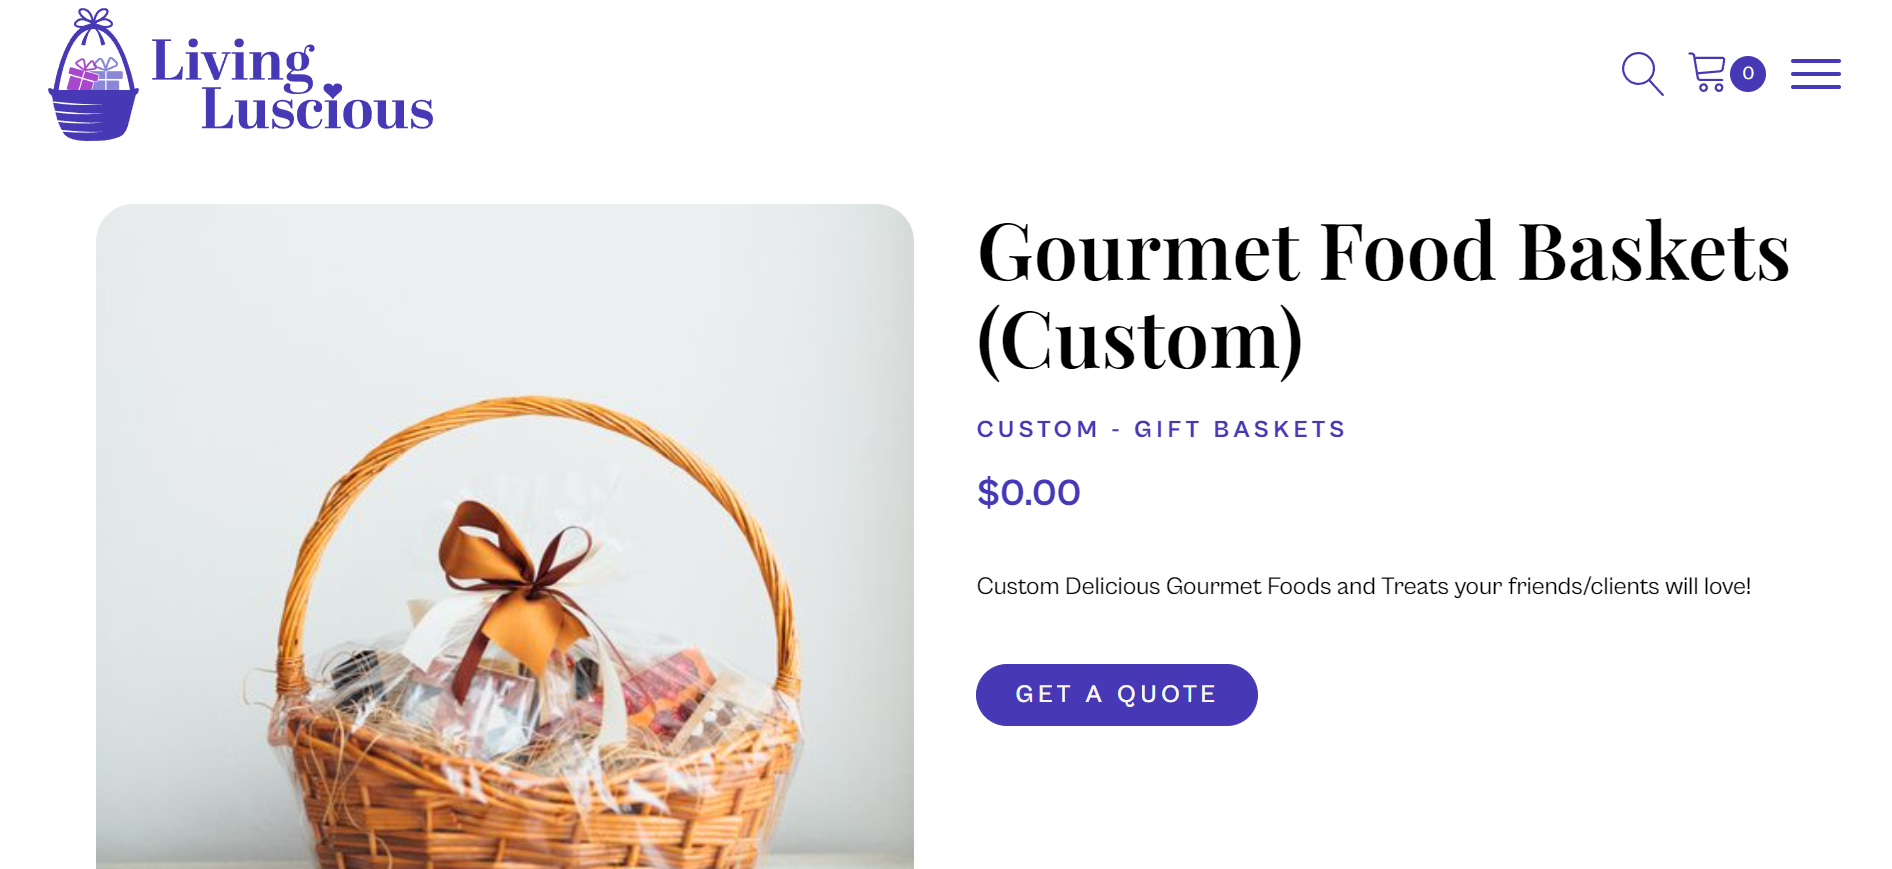 Living
Luscious
0
Gourmet Food Baskets
(Custom)
CUSTOM - GIFT BASKETS
$0.00
Custom Delicious Gourmet Foods and Treats your friends/clients will love!
GET A QUOTE